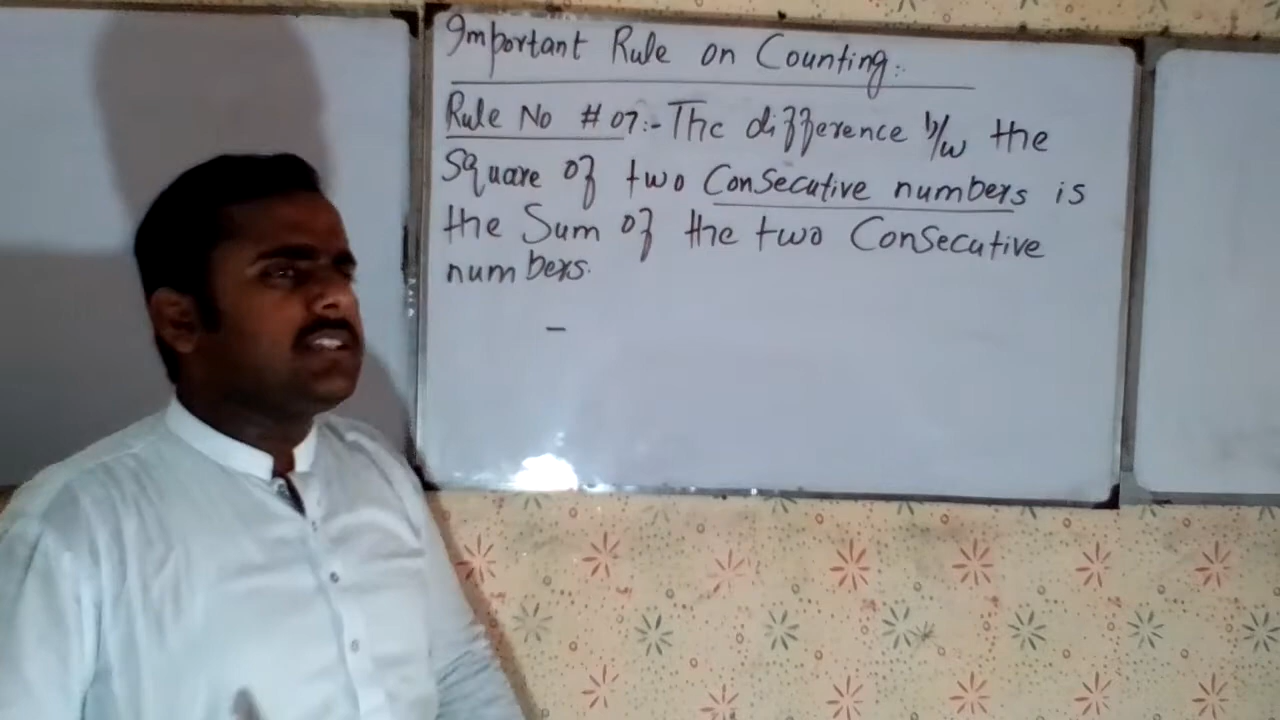 Important Rule on Counting:
Rule No # 07:- The difference b/w the
Square of two Consecutive numbers is
the Sum of the two Consecutive
numbers.
-